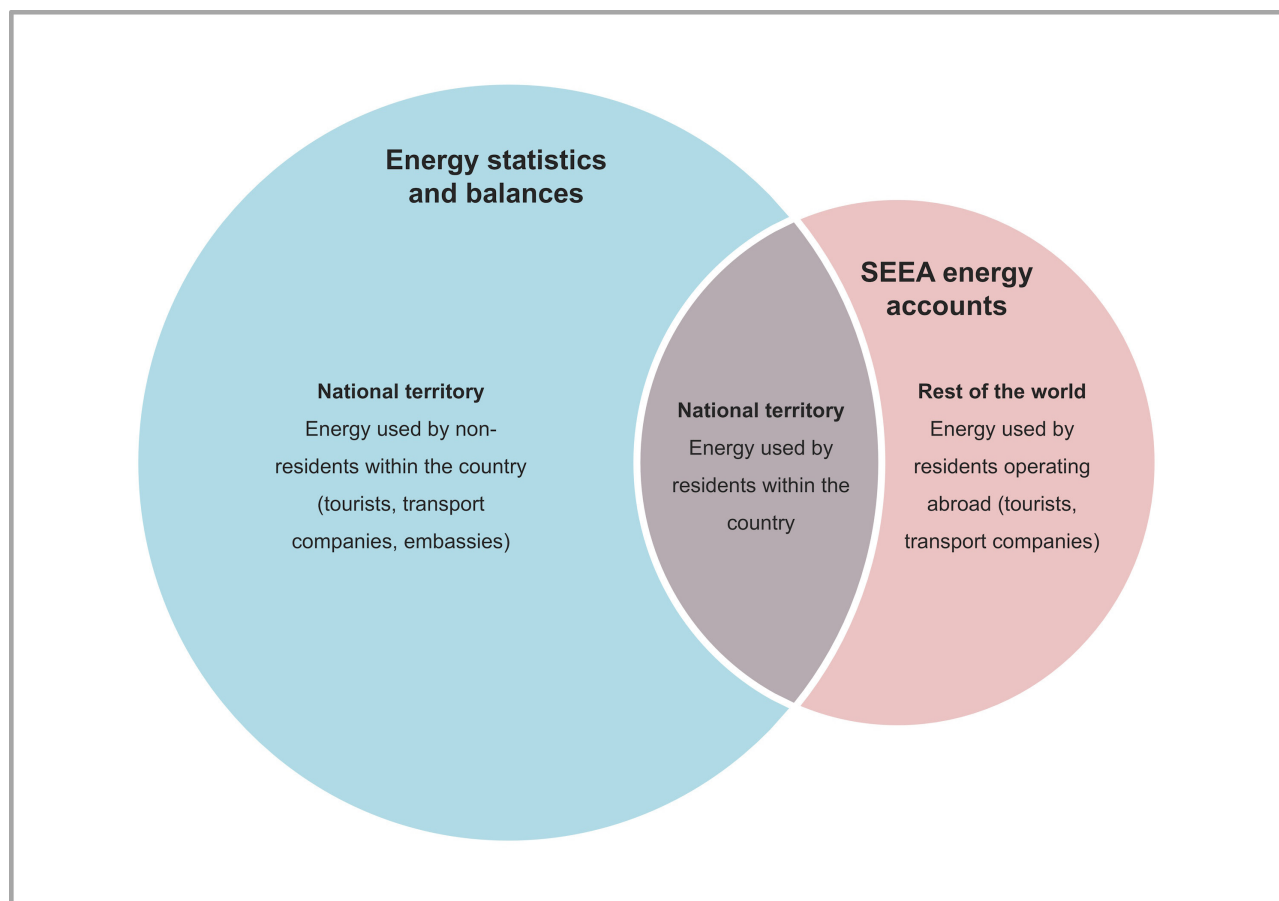 Energy statistics
and balances
National territory
Energy used by non-
residents within the country
(tourists, transport
companies, embassies)
National territory
Energy used by
residents within the
country
SEEA energy
accounts
Rest of the world
Energy used by
residents operating
abroad (tourists,
transport companies)